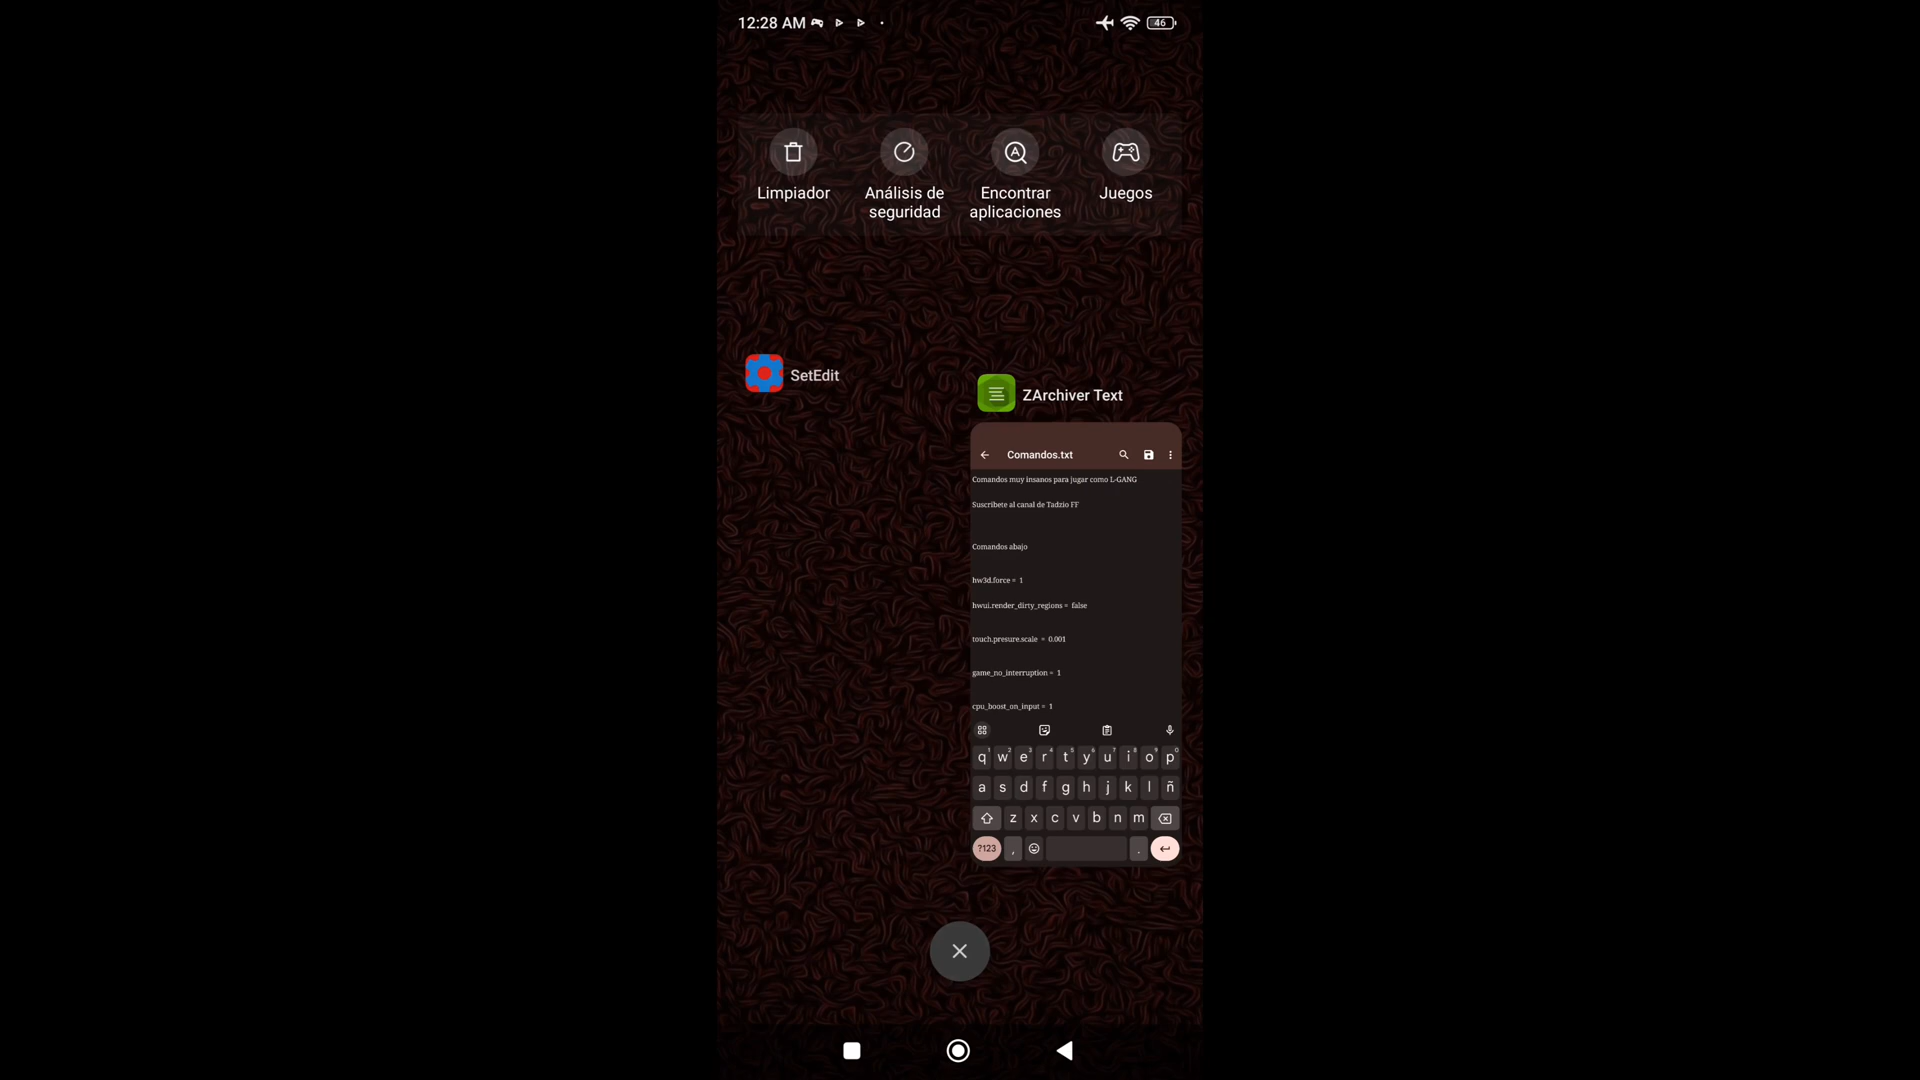 12:28 AM
46
Limpiador
Análisis de
seguridad
Encontrar
aplicaciones
Juegos
SetEdit
ZArchiver Text
Comandos.txt
Comandos muy insanos para jugar como L-GANG
Suscribete al canal de Tadzio FF
Comandos abajo
hw3d.force = 1
hwui.render_dirty_regions = false
touch.presure.scale = 0.001
game_no_interruption = 1
cpu_boost_on_input = 1
q w e r t y u i o p
a s d f g h j k l ñ
z x c v b n m
?123 , .